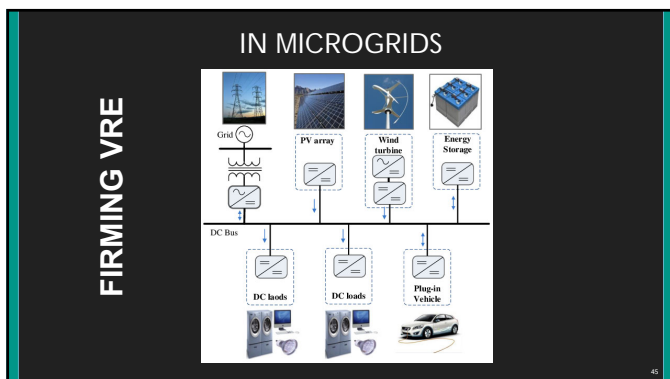 IN MICROGRIDS
FIRMING VRE
Grid
PV array
Wind
turbine
Energy
Storage
DC Bus
DC laods
DC loads
Plug-in
Vehicle
45